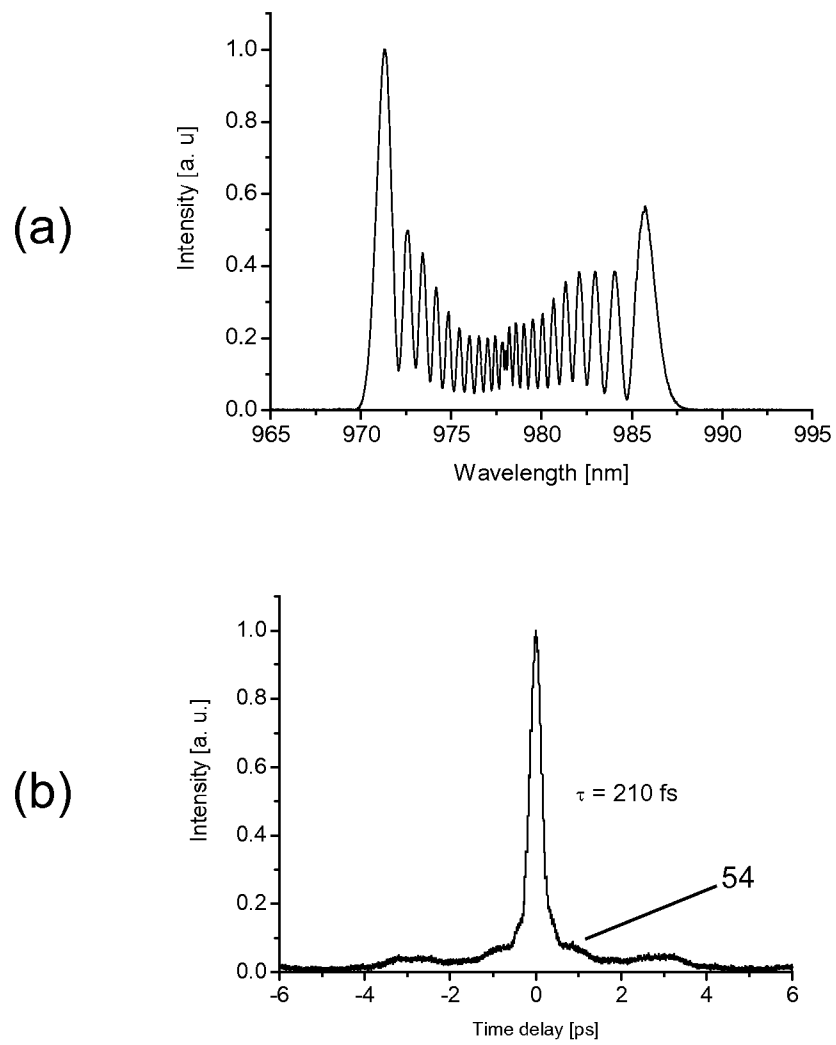 (a)
Intensity [a. u]
1.0
0.8
0.6
0.4
0.2
0.0
965 970 975 980 985 990 995
Wavelength [nm]
(b)
Intensity [a. u.]
1.0
0.8
0.6
0.4
0.2
0.0
τ = 210 fs
54
-6 -4 -2 0 2 4 6
Time delay [ps]